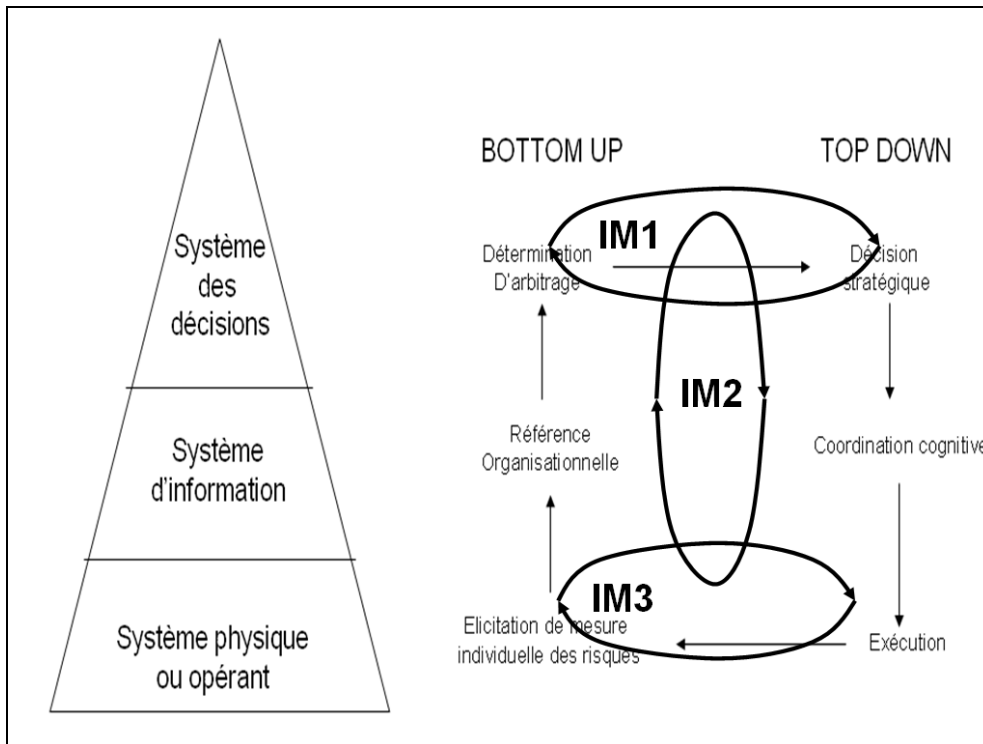 Système
des
décisions
Système
d'information
Système physique
ou opérant
BOTTOM UP
TOP DOWN
IM1
Détermination
D'arbitrage
Décision
stratégique
IM2
Référence
Organisationnelle
Coordination cognitive
IM3
Elicitation de mesure
individuelle des risques
Exécution